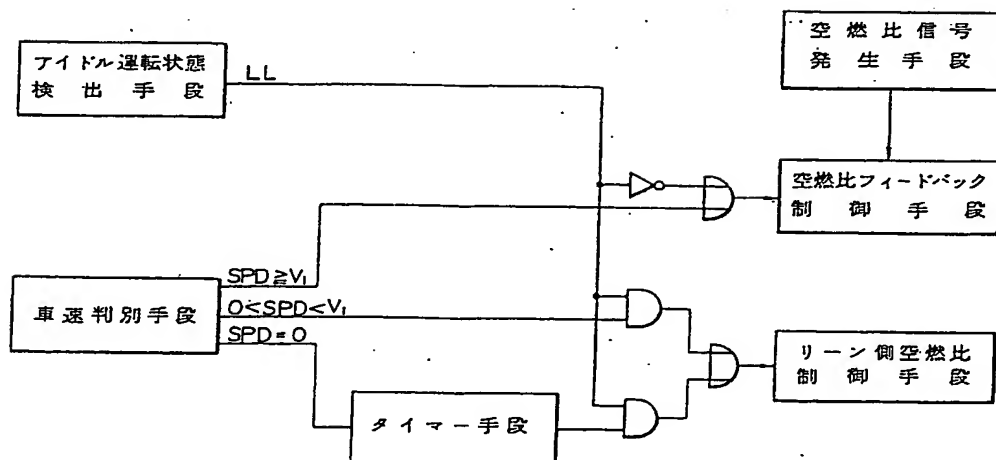 アイドル運転状態
検出手段
LL
空燃比信号
発生手段
空燃比フィードバック
制御手段
車速判別手段
SPD≧V₁
0<SPD<V₁
SPD=0
タイマー手段
リーン側空燃比
制御手段